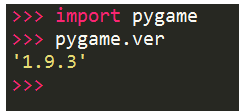 >>> import pygame
>>> pygame.ver
'1.9.3'
>>>